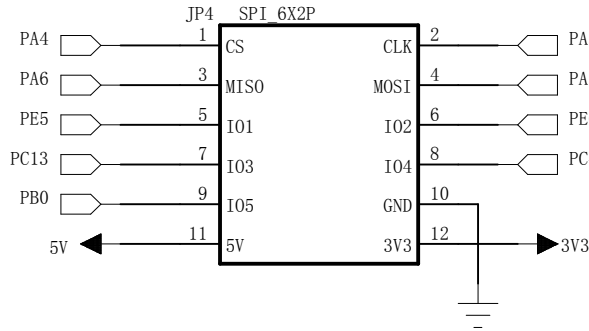 JP4 SPI_6X2P
PA4 1 CS CLK 2 PA
PA6 3 MISO MOSI 4 PA
PE5 5 IO1 IO2 6 PE
PC13 7 IO3 IO4 8 PC
PB0 9 IO5 GND 10
5V 11 5V 3V3 12 3V3